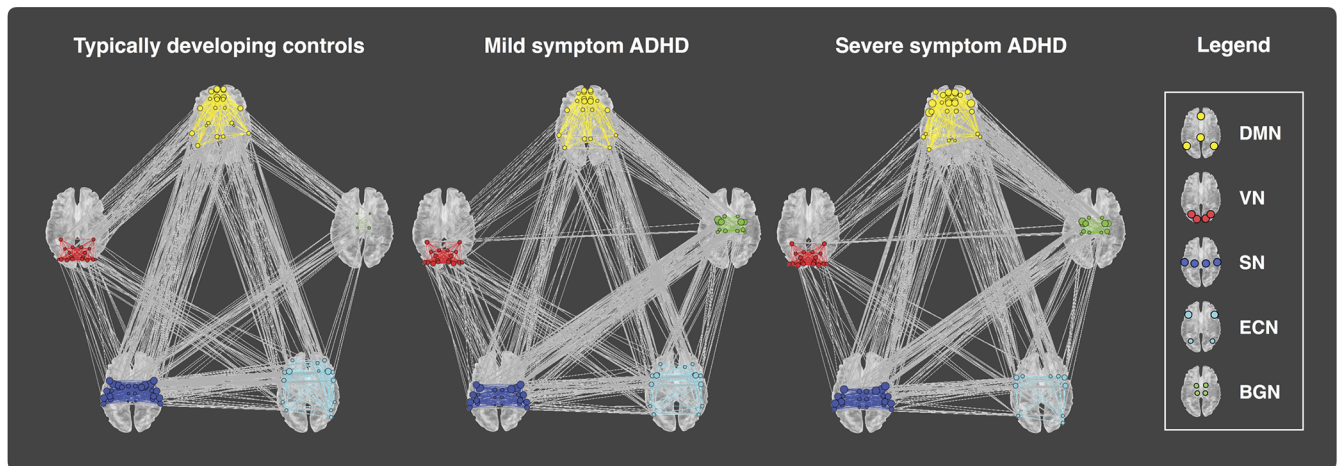 Typically developing controls
Mild symptom ADHD
Severe symptom ADHD
Legend
DMN
VN
SN
ECN
BGN